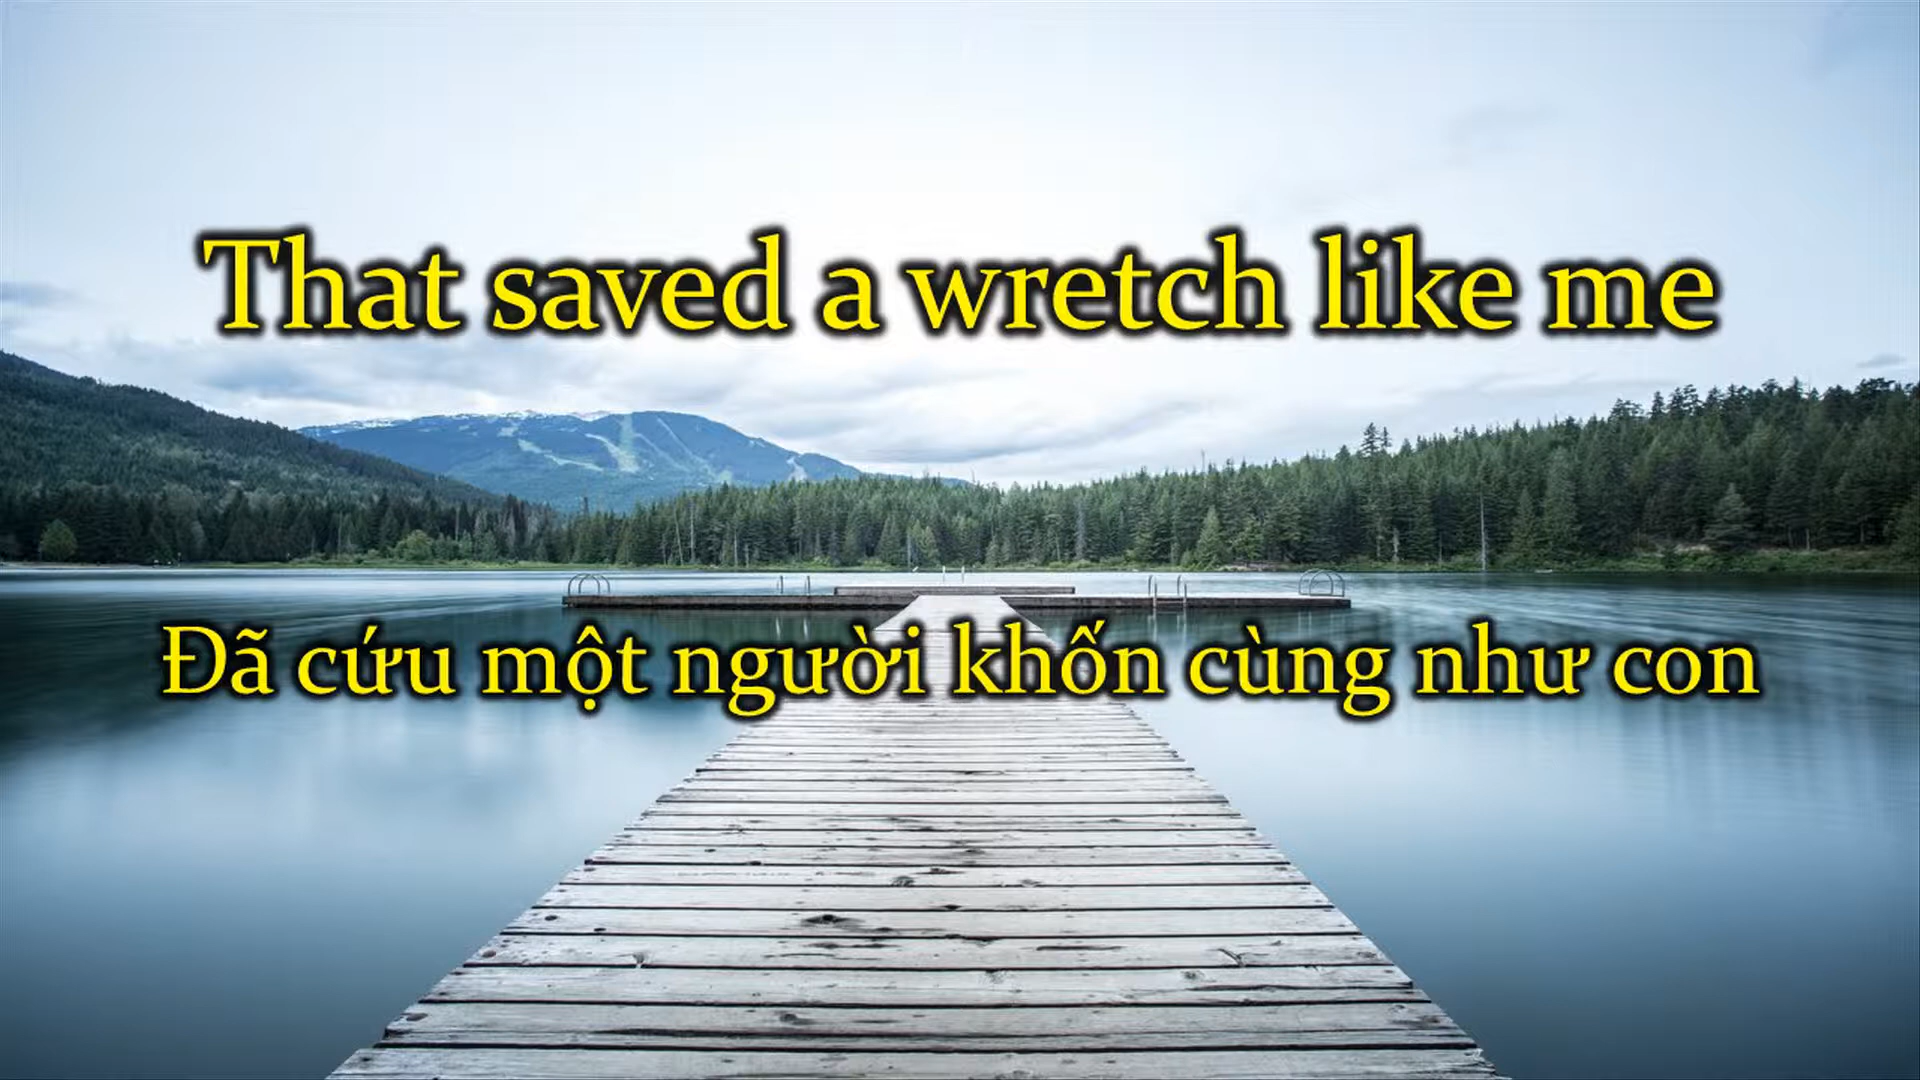 That saved a wretch like me
Đã cứu một người khốn cùng như con